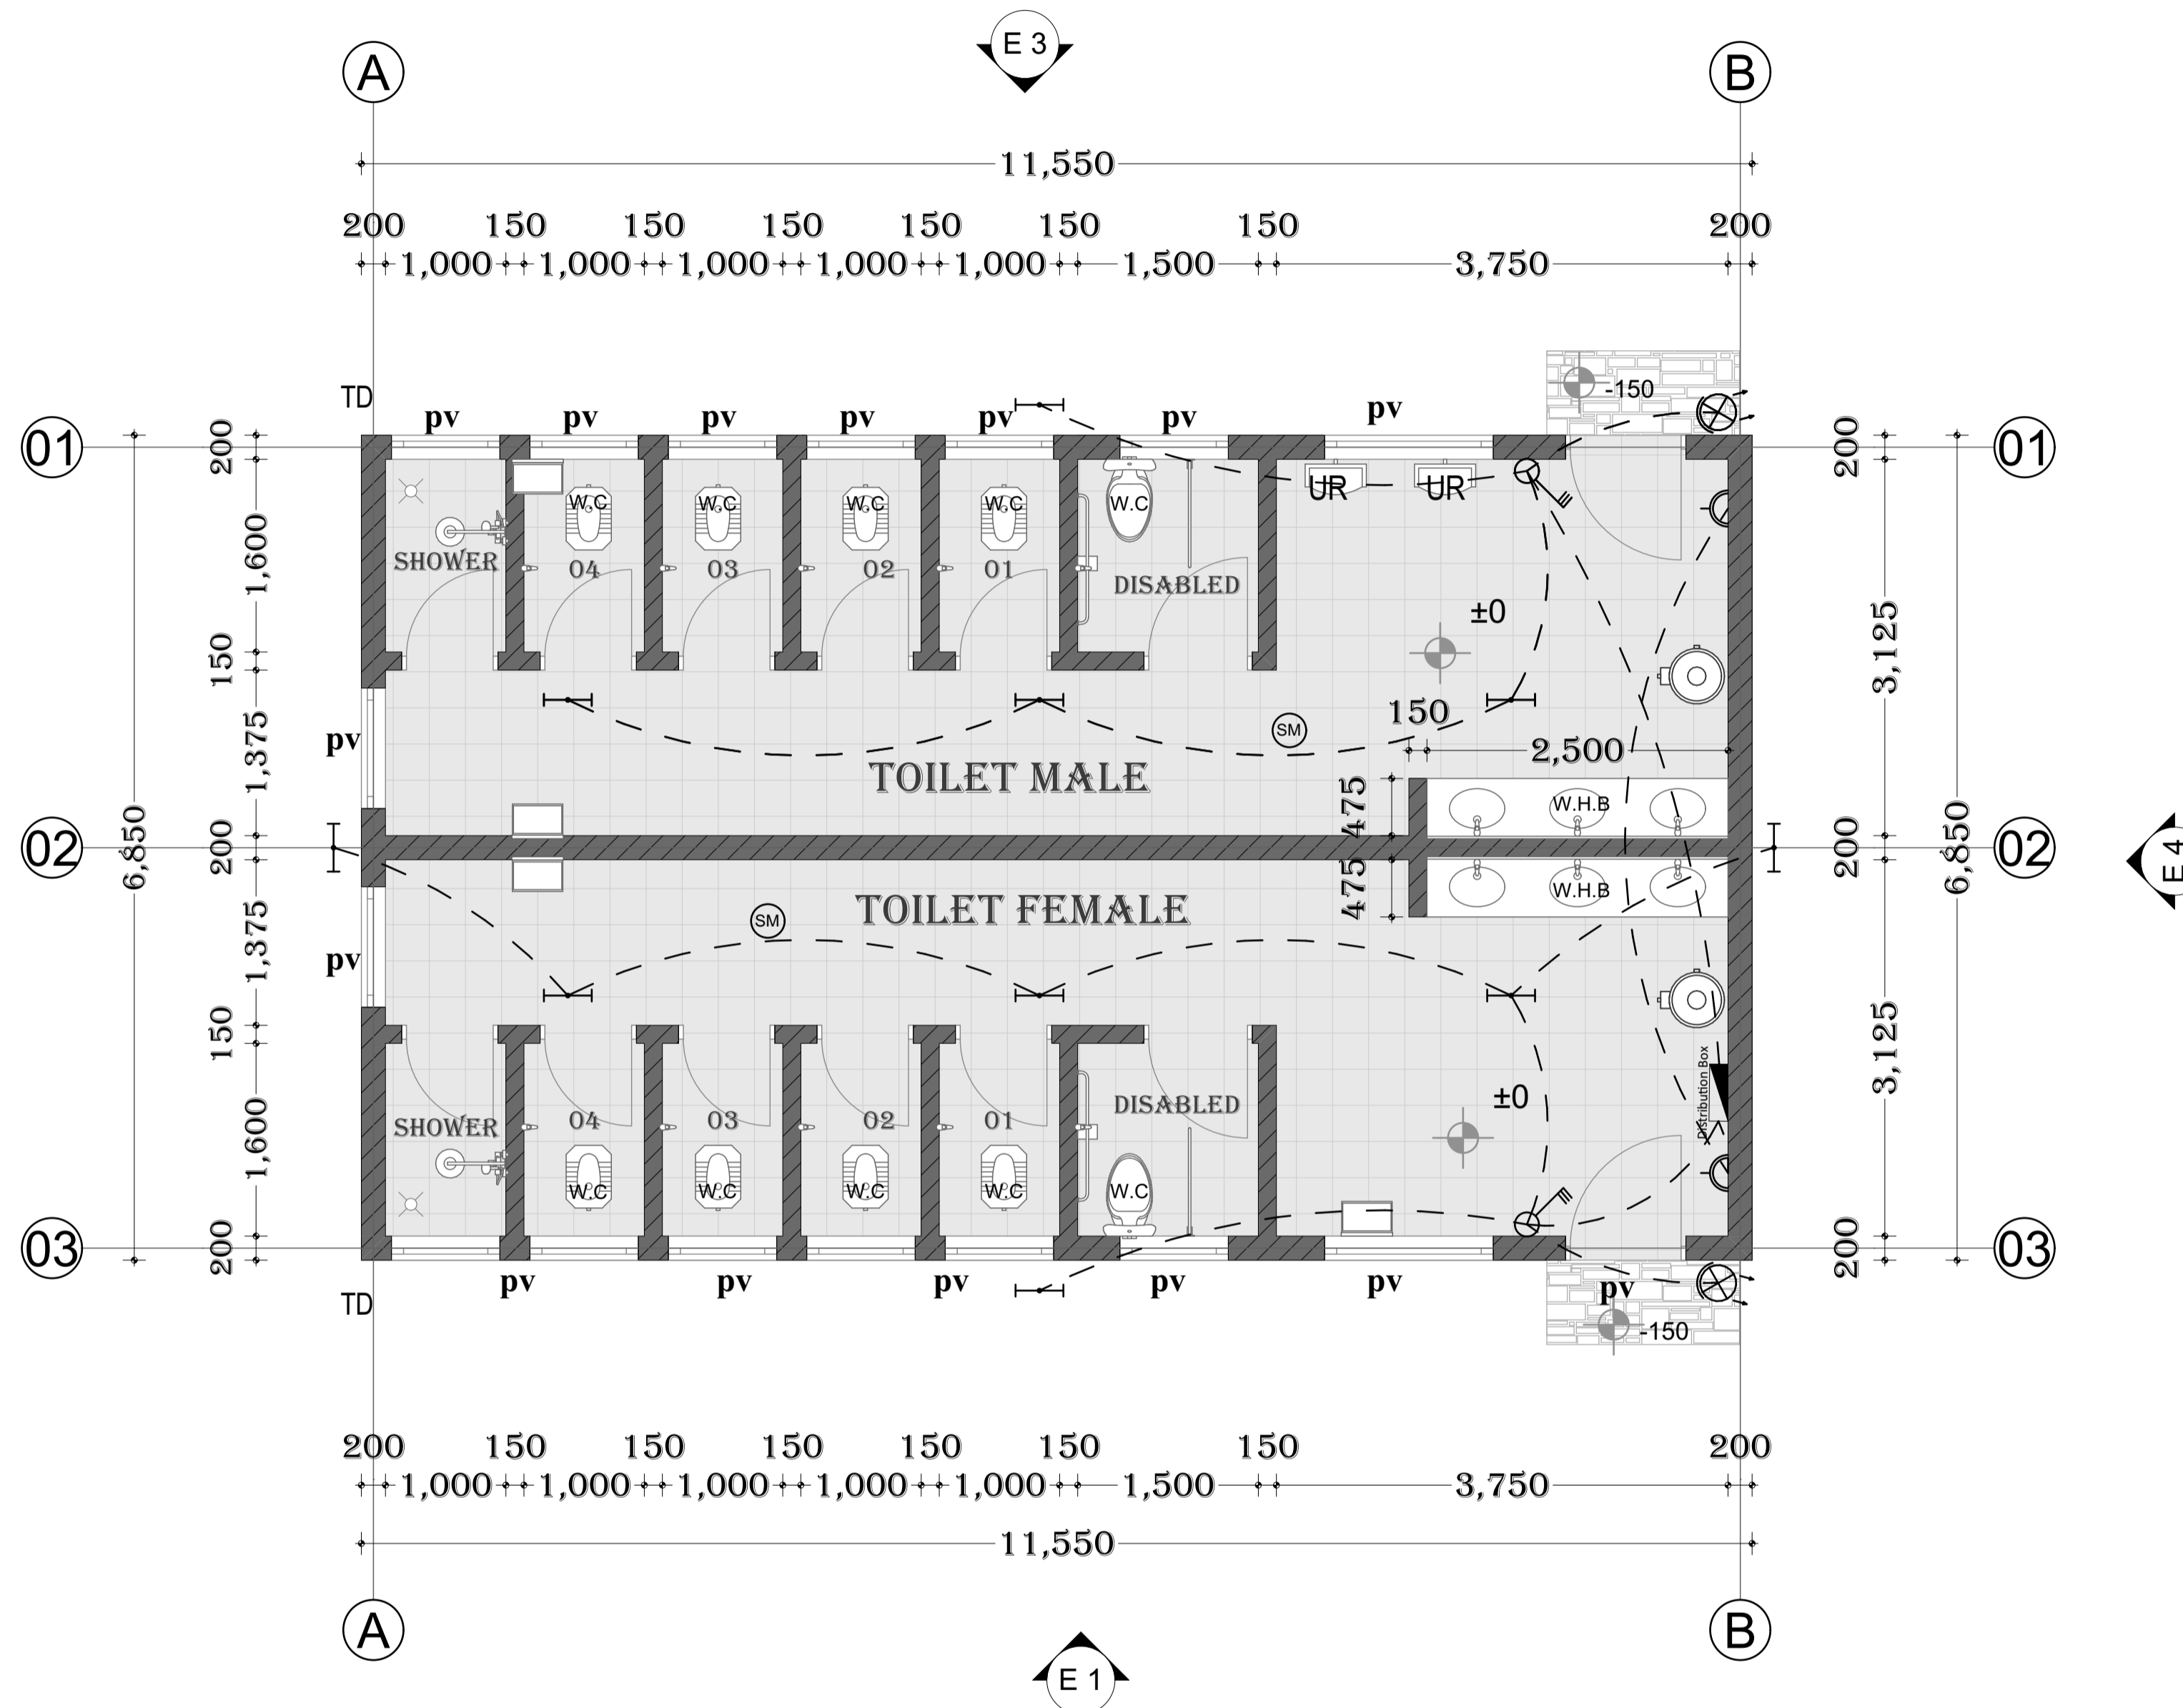 E 3
A B
11,550
200 150 150 150 150 150 150 200
1,000 1,000 1,000 1,000 1,000 1,500 3,750
-150
TD
pv pv pv pv pv pv pv
01 200 200 01
UR UR
W.C W.C W.C W.C W.C
SHOWER 04 03 02 01 DISABLED
1,600
±0
3,125
150
150
SM
pv
1,375
2,500
TOILET MALE
475
W.H.B
02 6,850 200 200 6,850 02
E 4
475
W.H.B
TOILET FEMALE
SM
1,375
pv
150
3,125
Distribution Box
±0
DISABLED
SHOWER 04 03 02 01
1,600
W.C W.C W.C W.C W.C
03 200 200 03
pv pv pv pv pv pv
TD
-150
200 150 150 150 150 150 150 200
1,000 1,000 1,000 1,000 1,000 1,500 3,750
11,550
A B
E 1